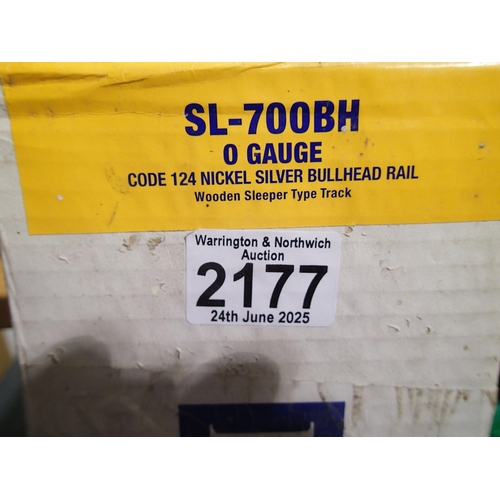 SL-700BH
O GAUGE
CODE 124 NICKEL SILVER BULLHEAD RAIL
Wooden Sleeper Type Track
Warrington & Northwich
Auction
2177
24th June 2025